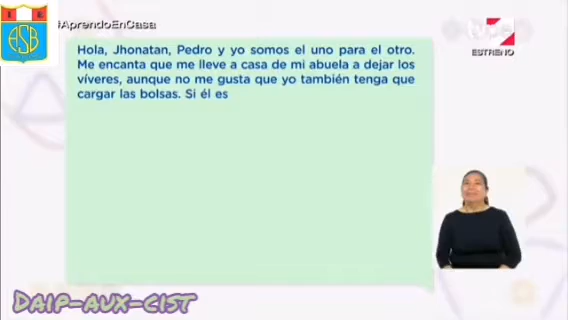 IE
ASB
#AprendoEnCasa
ESTRENO
Hola, Jhonatan, Pedro y yo somos el uno para el otro.
Me encanta que me lleve a casa de mi abuela a dejar los
víveres, aunque no me gusta que yo también tenga que
cargar las bolsas. Si él es
DAIP-AUX-CIST